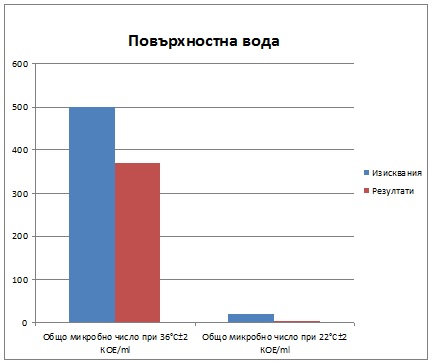 Повърхностна вода
600
500
400
300
200
100
0
Общо микробно число при 36°C±2
КОЕ/ml
Общо микробно число при 22°C±2
КОЕ/ml
Изисквания
Резултати